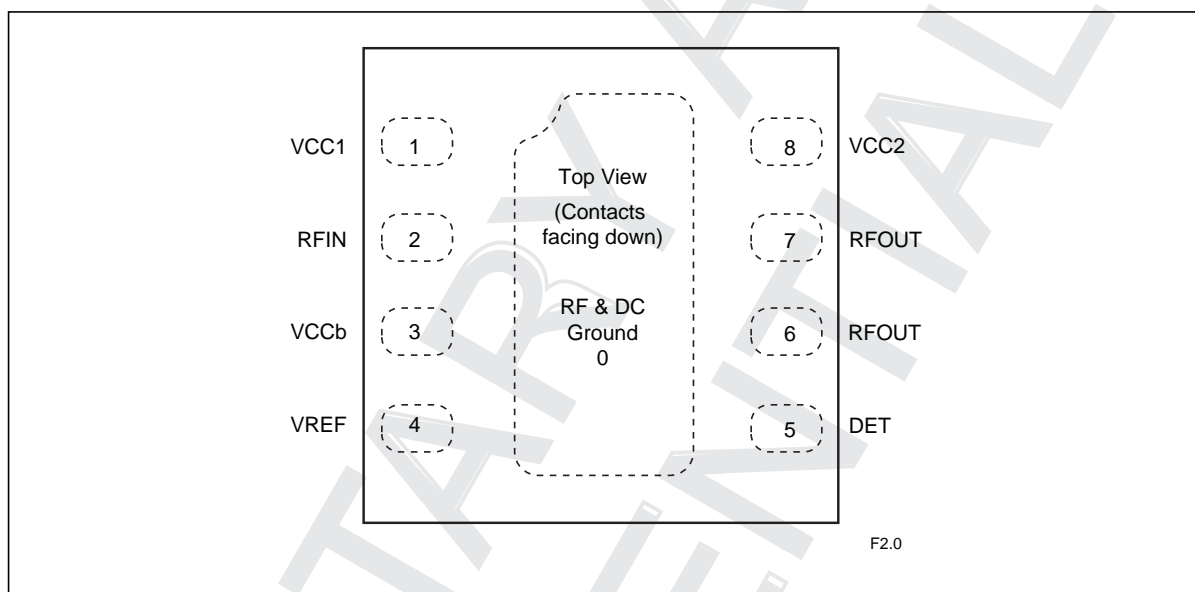 VCC1 1
RFIN 2
VCCb 3
VREF 4
Top View
(Contacts
facing down)
RF & DC
Ground
0
8 VCC2
7 RFOUT
6 RFOUT
5 DET
F2.0